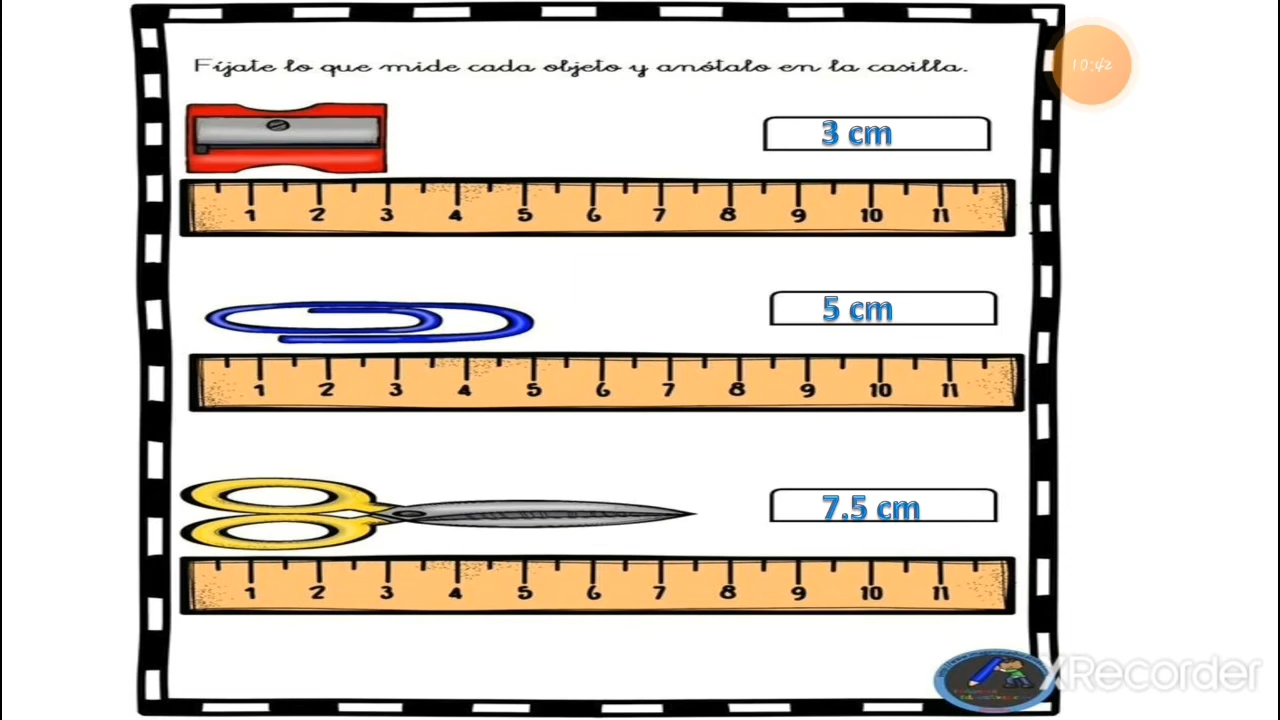 Fíjate lo que mide cada objeto y anótalo en la casilla.
10:42
3 cm
1 2 3 4 5 6 7 8 9 10 11
5 cm
1 2 3 4 5 6 7 8 9 10 11
7.5 cm
1 2 3 4 5 6 7 8 9 10 11
XRecorder